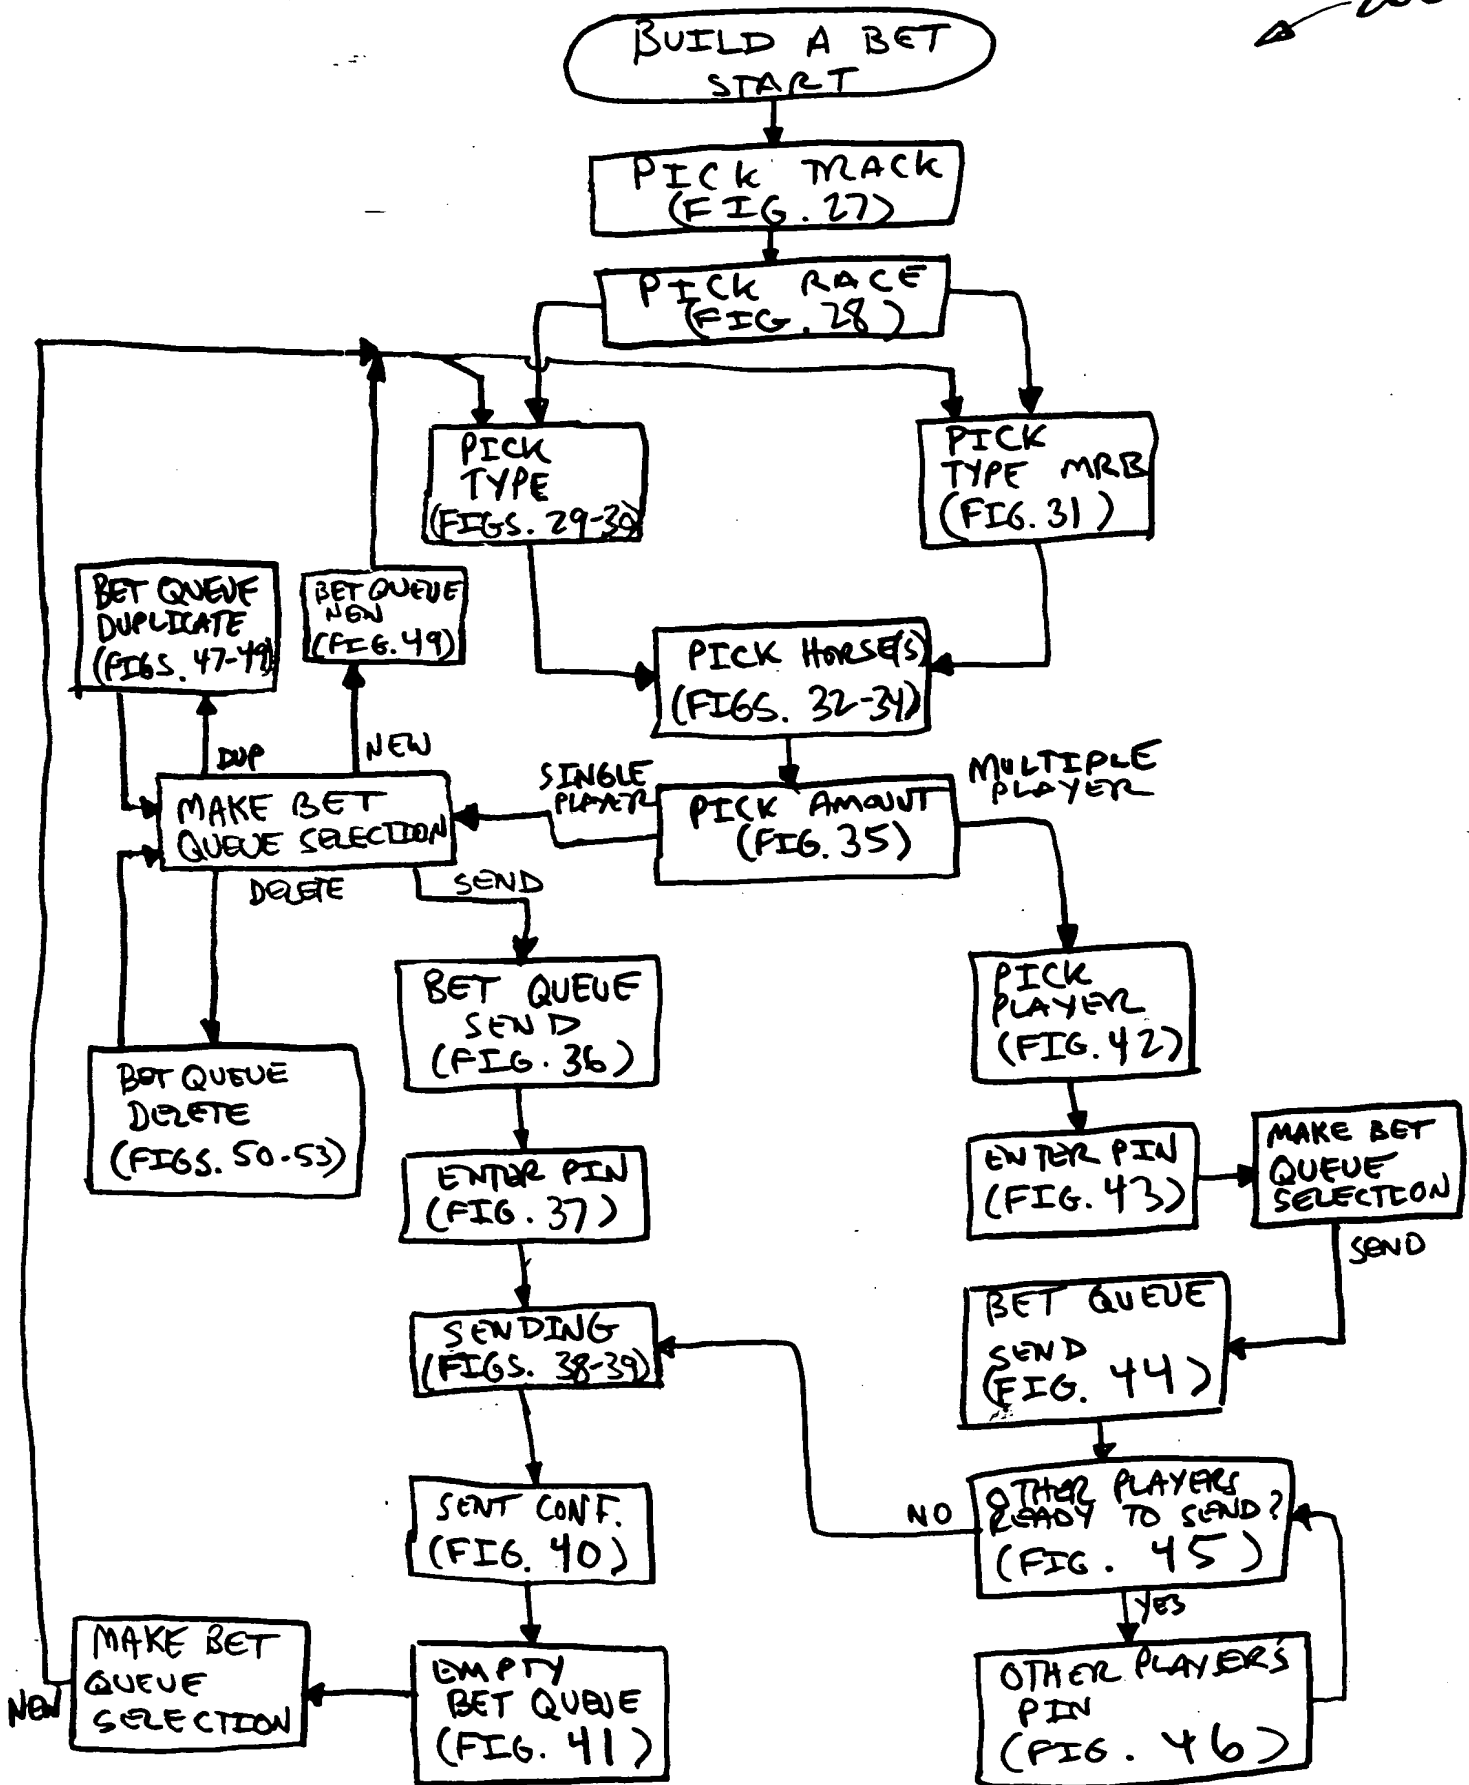 BUILD A BET
START
PICK TRACK
(FIG. 27)
PICK RACE
(FIG. 28)
PICK
TYPE
(FIGS. 29-30)
PICK
TYPE MRB
(FIG. 31)
BET QUEUE
DUPLICATE
(FIGS. 47-49)
BET QUEUE
NEW
(FIG. 49)
PICK HORSE(S)
(FIGS. 32-34)
DUP
NEW
SINGLE
PLAYER
MULTIPLE
PLAYER
MAKE BET
QUEUE SELECTION
PICK AMOUNT
(FIG. 35)
DELETE
SEND
BET QUEUE
SEND
(FIG. 36)
PICK
PLAYER
(FIG. 42)
BET QUEUE
DELETE
(FIGS. 50-53)
ENTER PIN
(FIG. 37)
ENTER PIN
(FIG. 43)
MAKE BET
QUEUE
SELECTION
SEND
SENDING
(FIGS. 38-39)
BET QUEUE
SEND
(FIG. 44)
SENT CONF.
(FIG. 40)
NO
OTHER PLAYERS
READY TO SEND?
(FIG. 45)
YES
MAKE BET
QUEUE
SELECTION
NEW
EMPTY
BET QUEUE
(FIG. 41)
OTHER PLAYER'S
PIN
(FIG. 46)